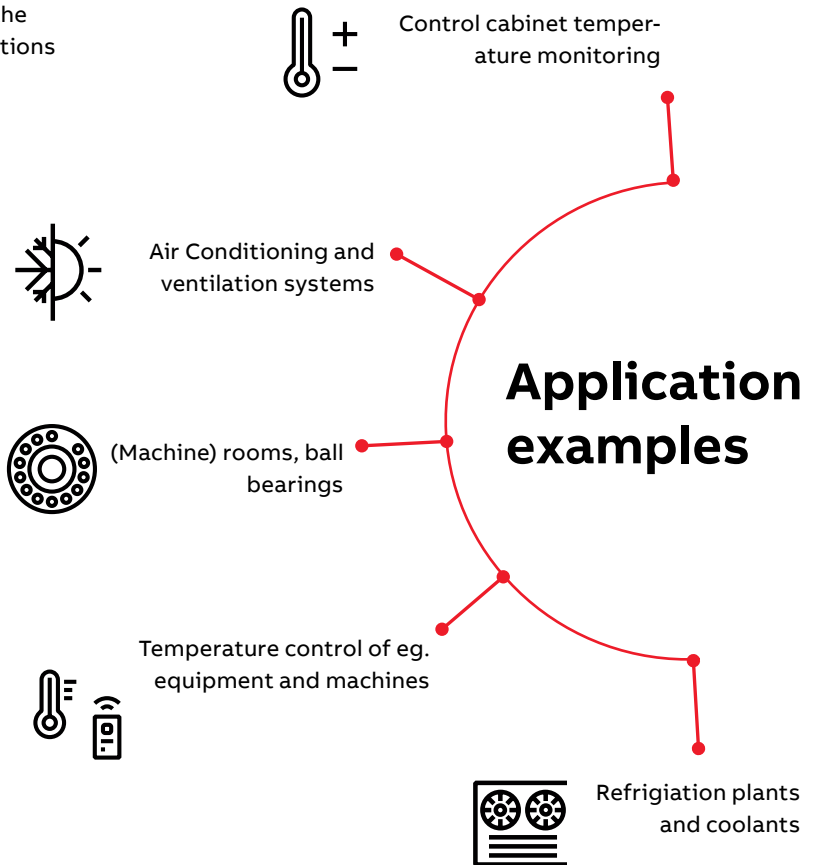 he
tions
Control cabinet temper-
ature monitoring
Air Conditioning and
ventilation systems
Application
examples
(Machine) rooms, ball
bearings
Temperature control of eg.
equipment and machines
Refrigiation plants
and coolants